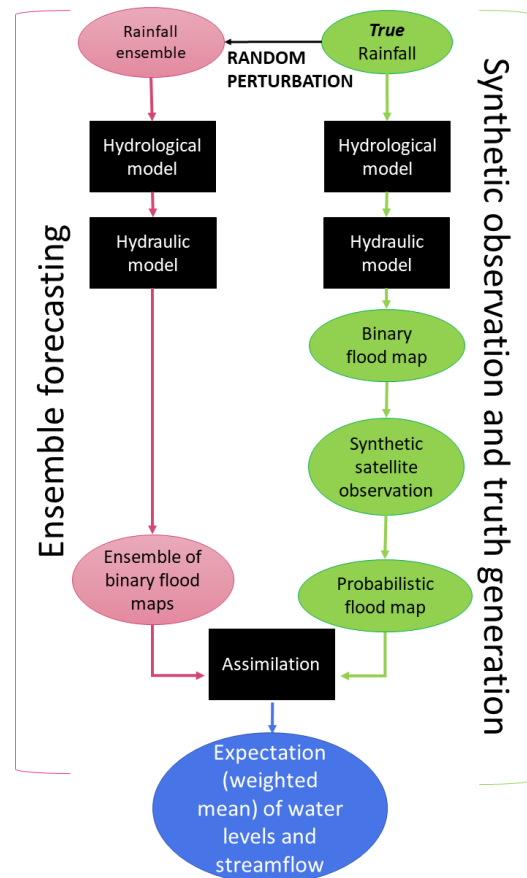 Rainfall
ensemble
RANDOM
PERTURBATION
True
Rainfall
Hydrological
model
Hydrological
model
Hydraulic
model
Hydraulic
model
Binary
flood map
Synthetic
satellite
observation
Ensemble of
binary flood
maps
Probabilistic
flood map
Assimilation
Expectation
(weighted
mean) of water
levels and
streamflow
Ensemble forecasting
Synthetic observation and truth generation